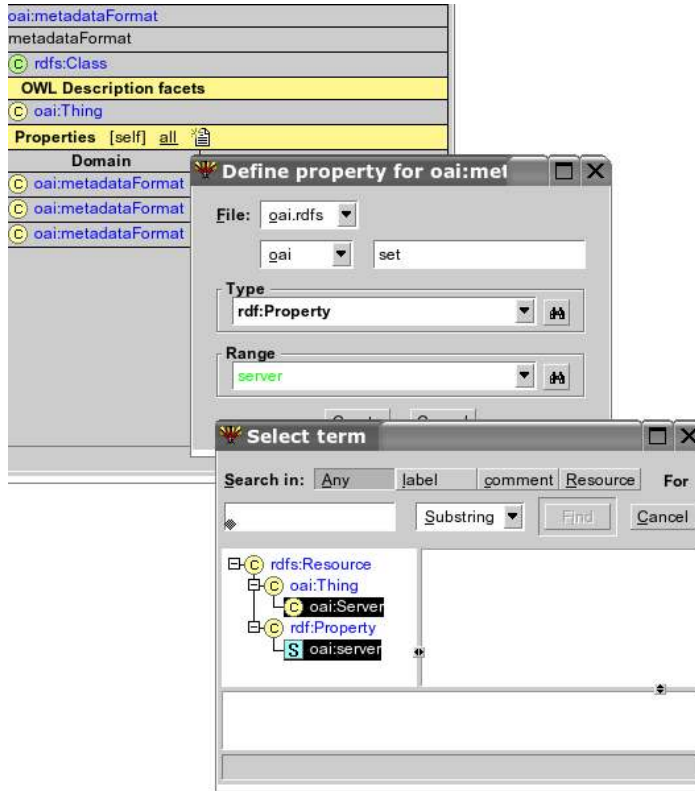 oai:metadataFormat
metadataFormat
C rdfs:Class
OWL Description facets
C oai:Thing
Properties [self] all
Domain
C oai:metadataFormat
C oai:metadataFormat
C oai:metadataFormat
Define property for oai:met
File: oai.rdfs
oai set
Type
rdf:Property
Range
server
Select term
Search in: Any label comment Resource For
Substring Find Cancel
C rdfs:Resource
C oai:Thing
C oai:Server
C rdf:Property
S oai:server